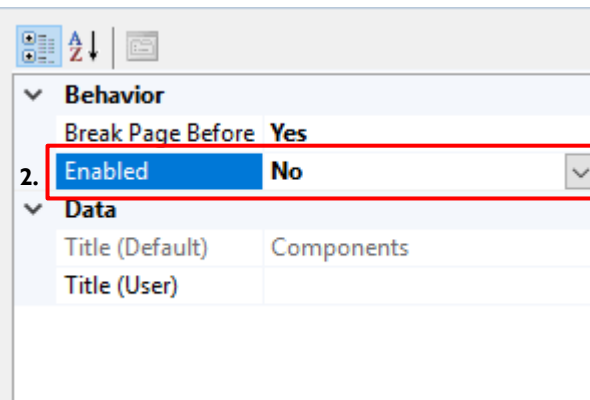 A
Z
Behavior
Break Page Before Yes
2. Enabled No
Data
Title (Default) Components
Title (User)